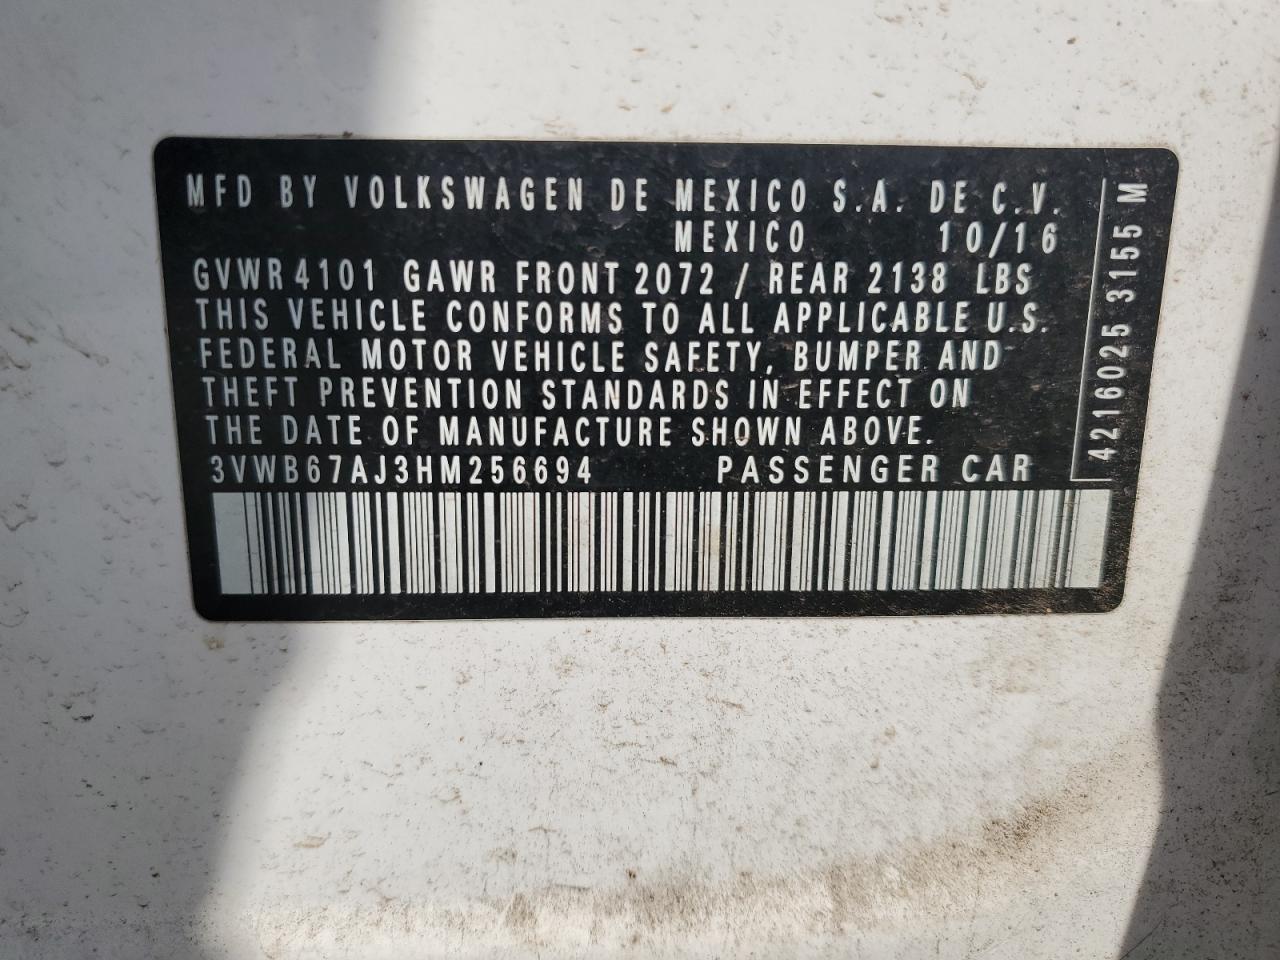 MFD BY VOLKSWAGEN DE MEXICO S.A. DE C.V.
MEXICO 10/16
GVWR 4101 GAWR FRONT 2072 / REAR 2138 LBS
THIS VEHICLE CONFORMS TO ALL APPLICABLE U.S.
FEDERAL MOTOR VEHICLE SAFETY, BUMPER AND
THEFT PREVENTION STANDARDS IN EFFECT ON
THE DATE OF MANUFACTURE SHOWN ABOVE.
3VWB67AJ3HM256694 PASSENGER CAR
4216025 3155 M